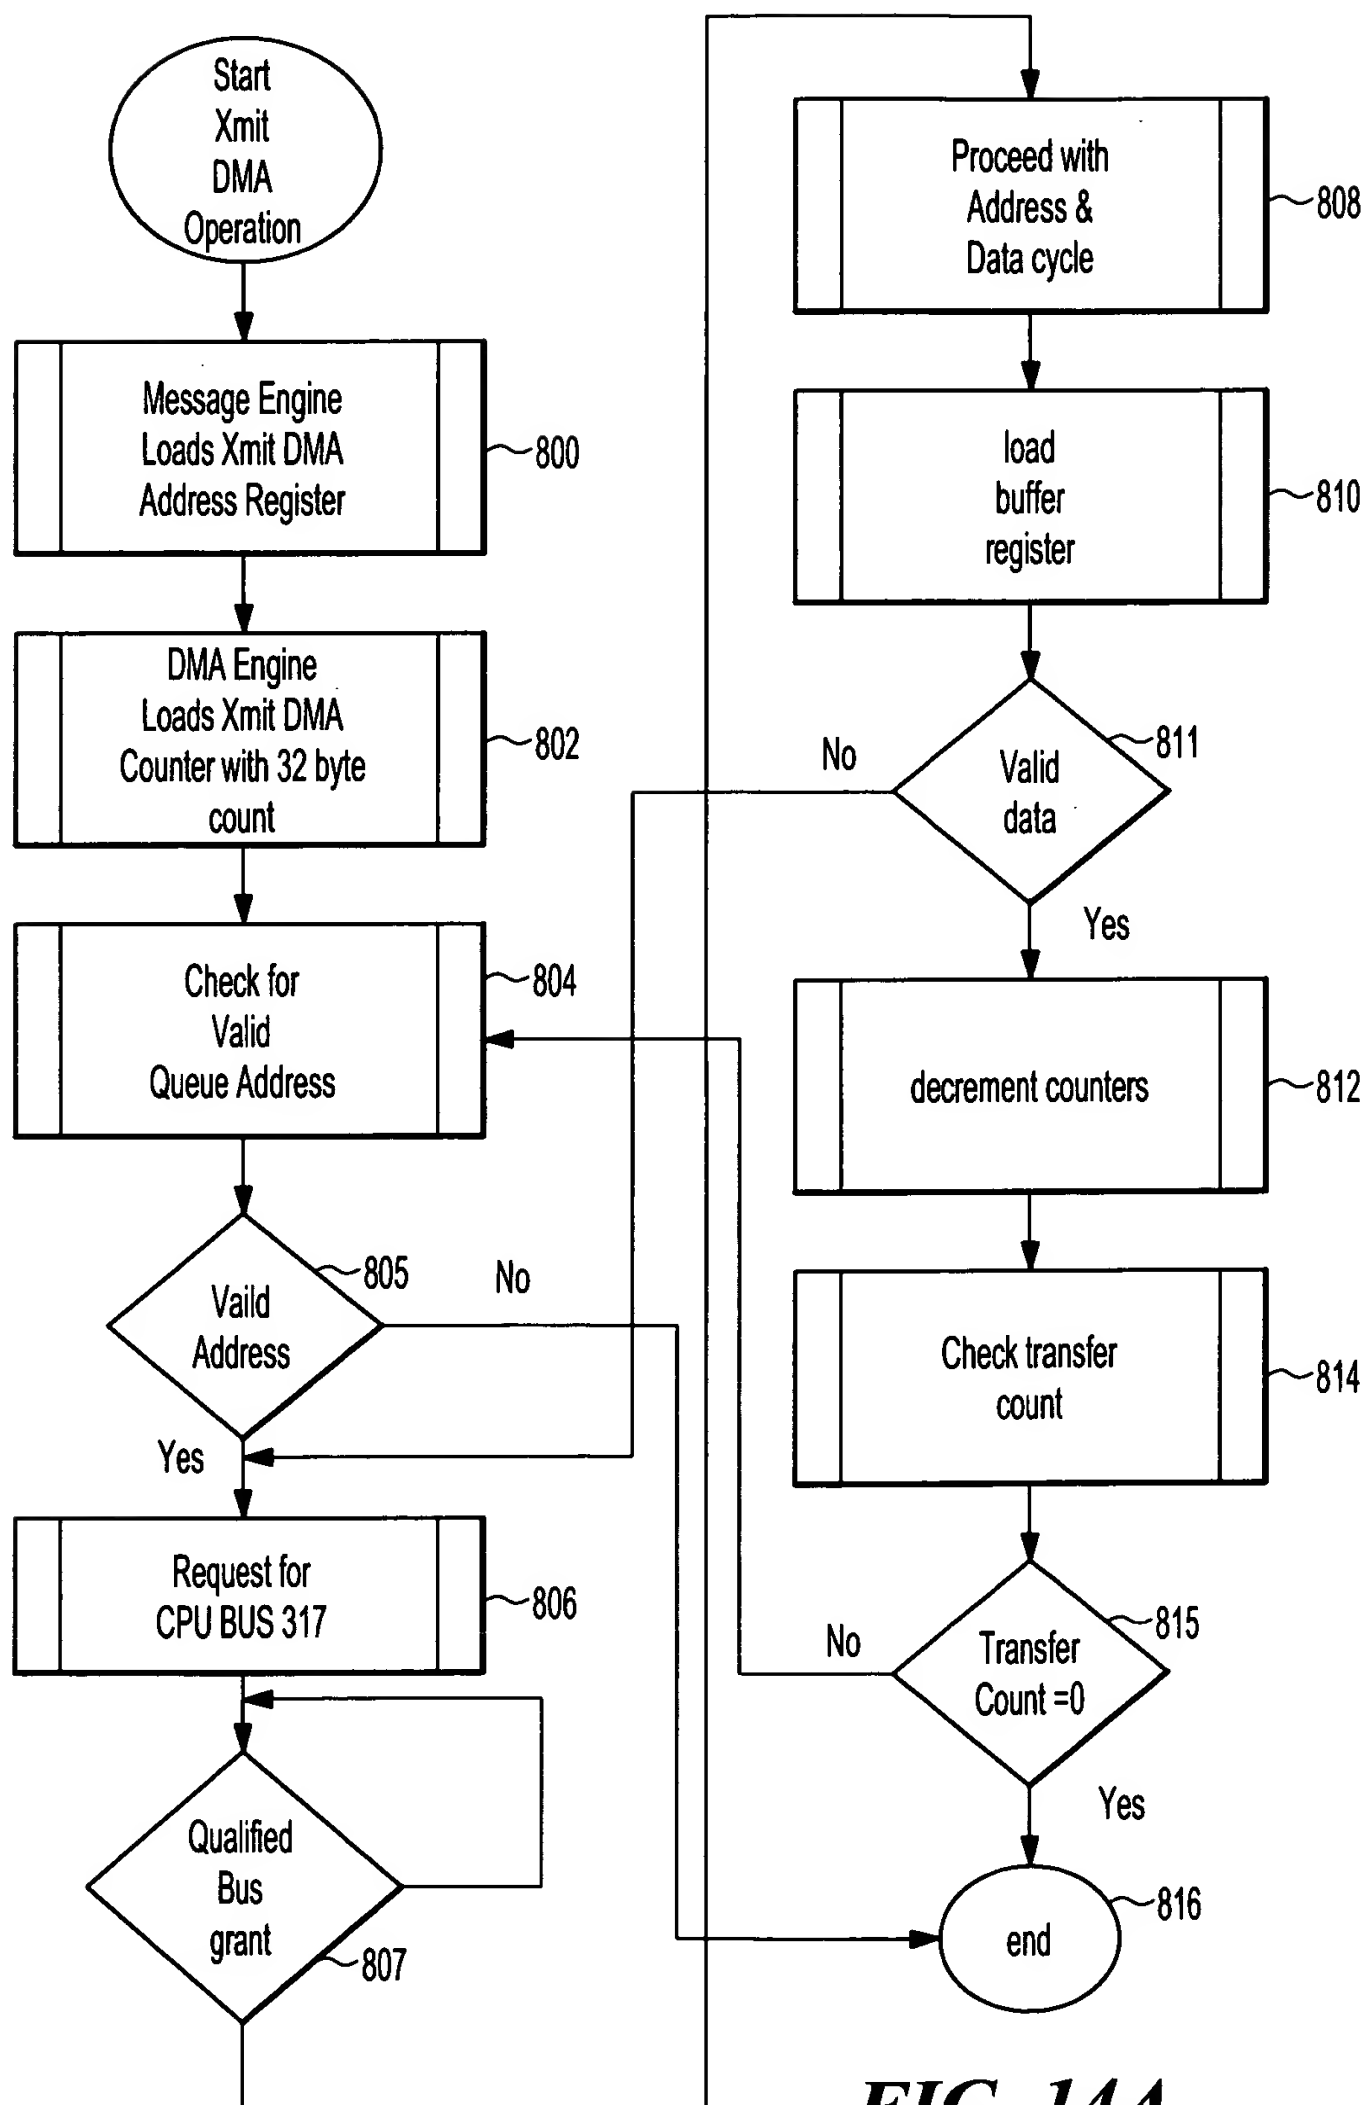 Start
Xmit
DMA
Operation
Message Engine
Loads Xmit DMA
Address Register
800
DMA Engine
Loads Xmit DMA
Counter with 32 byte
count
802
Check for
Valid
Queue Address
804
Vaild
Address
805
No
Yes
Request for
CPU BUS 317
806
Qualified
Bus
grant
807
Proceed with
Address &
Data cycle
808
load
buffer
register
810
Valid
data
811
No
Yes
decrement counters
812
Check transfer
count
814
Transfer
Count =0
815
No
Yes
end
816
FIG. 14A